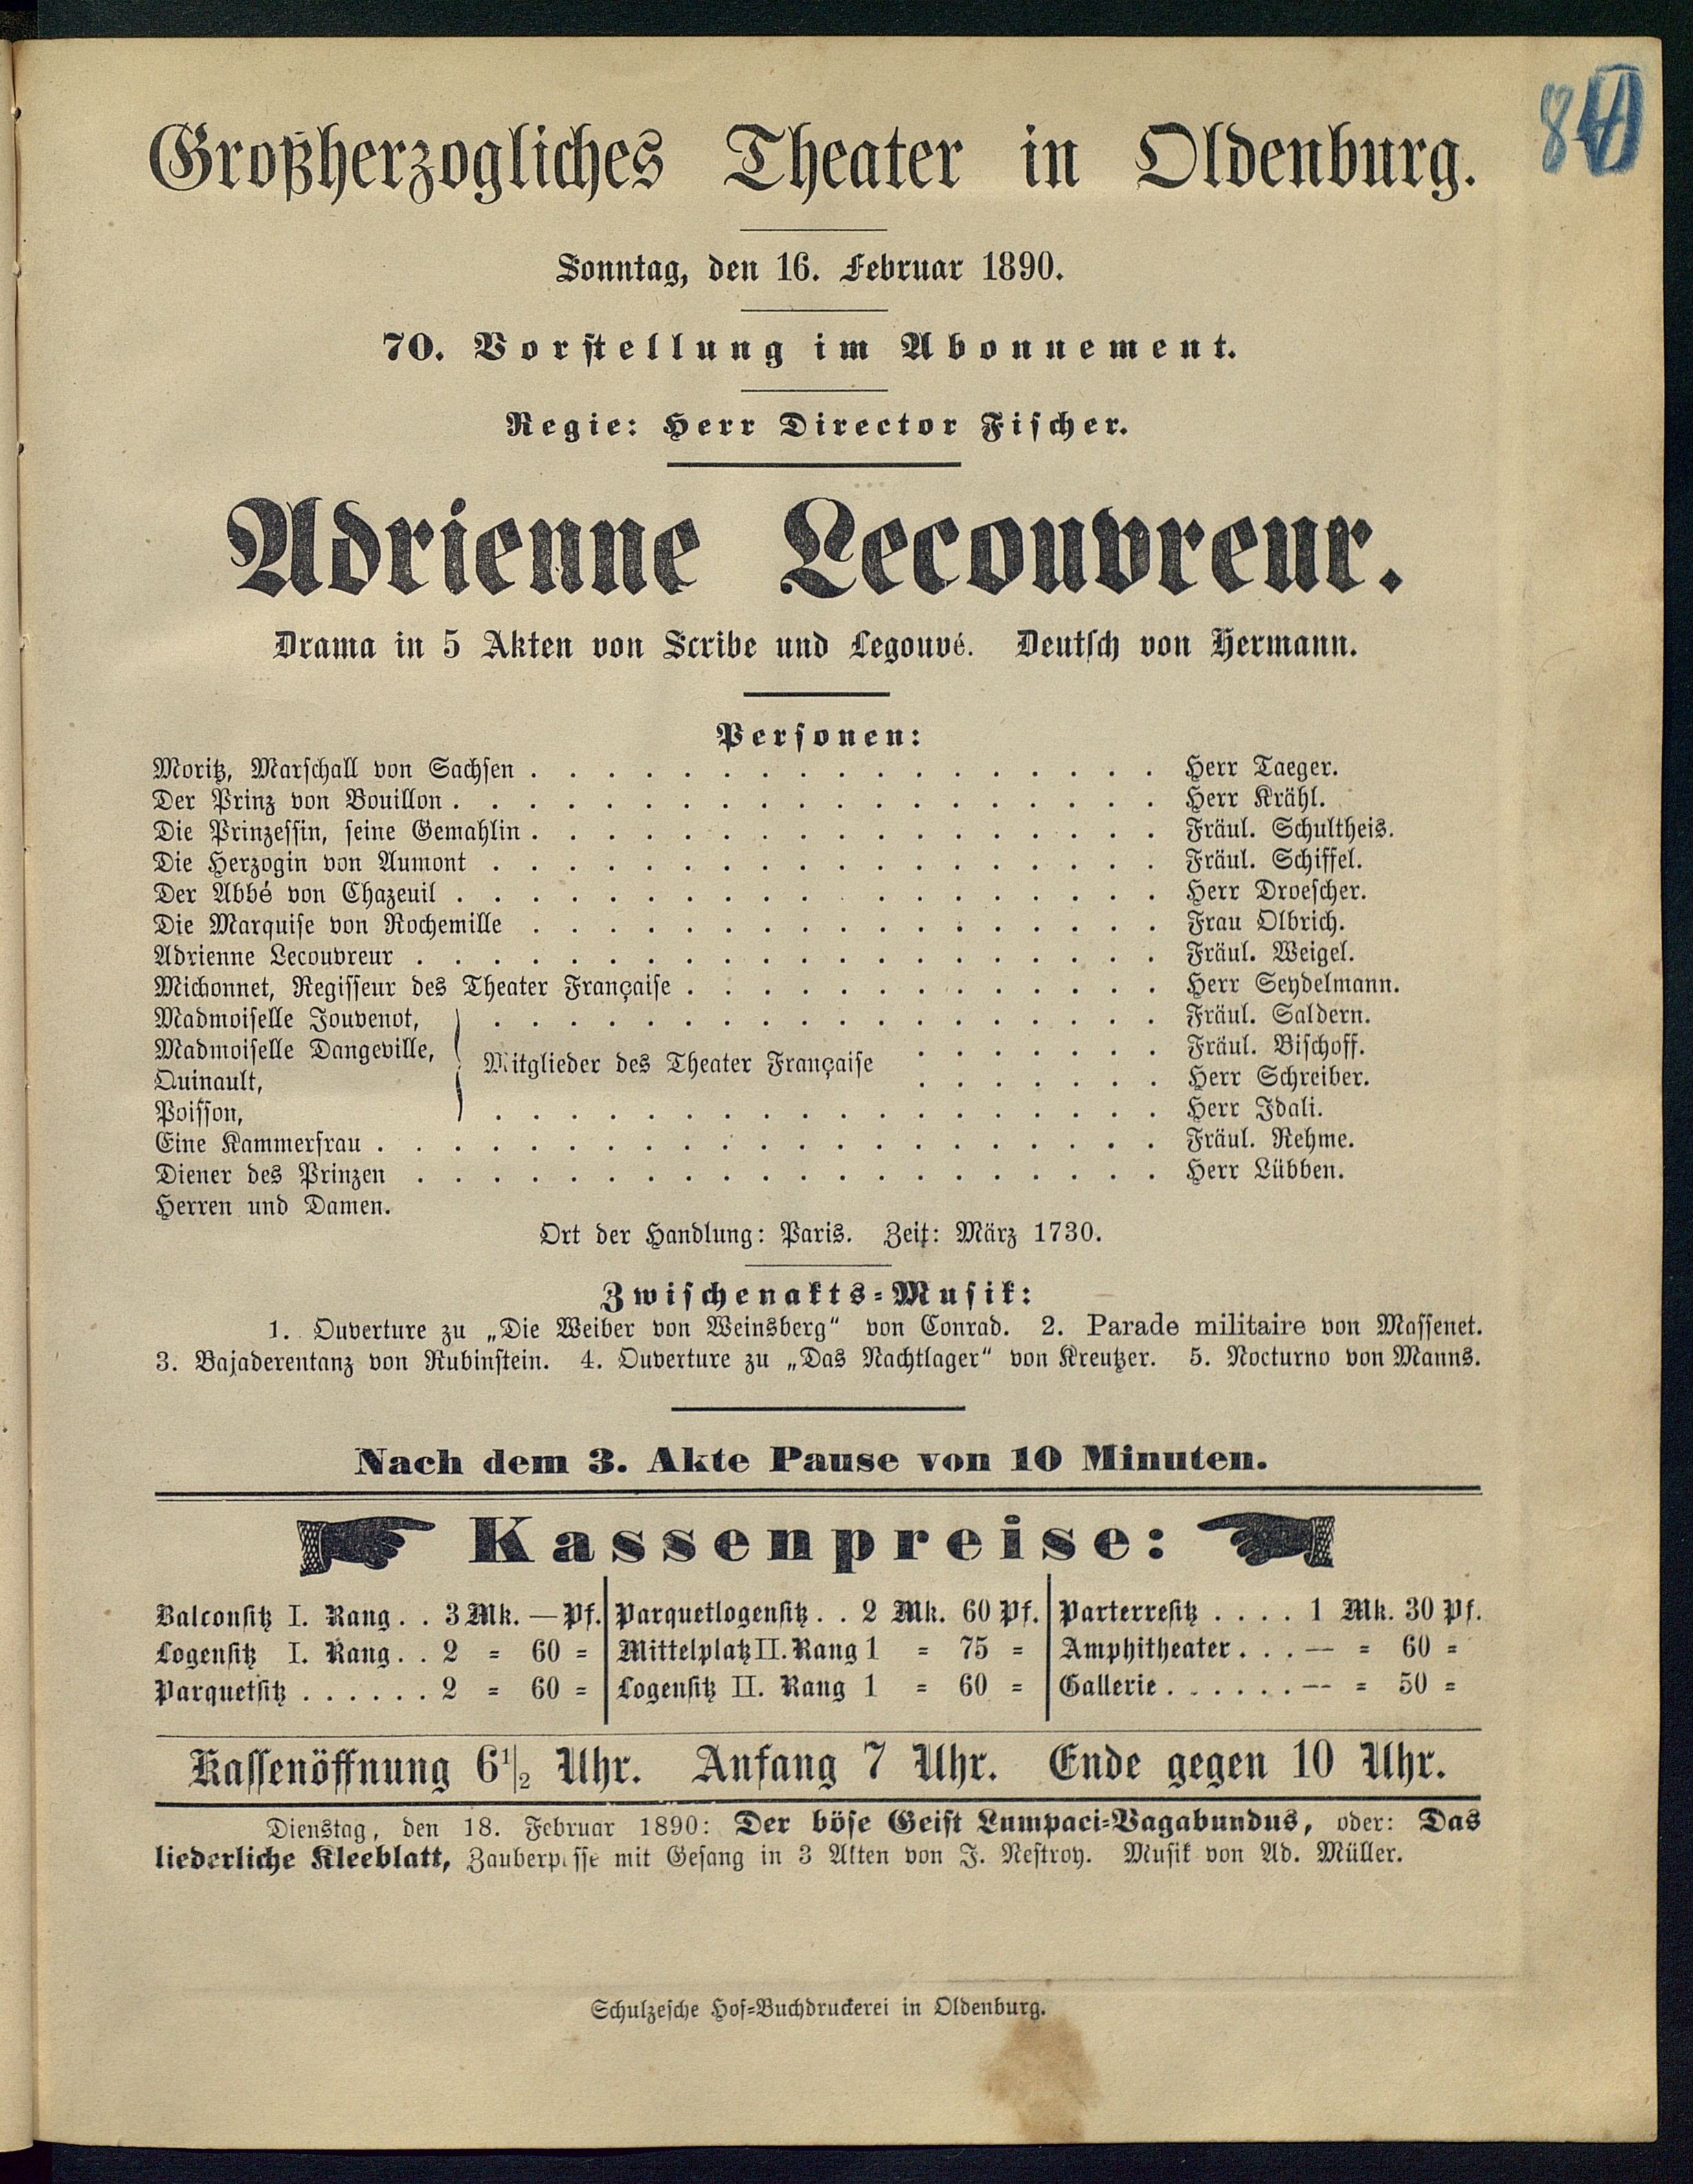 Großherzogliches Theater in Oldenburg.
Sonntag, den 16. Februar 1890.
70. Vorstellung im Abonnement.
Regie: Herr Director Fischer.
Adrienne Lecouvreur.
Drama in 5 Akten von Scribe und Legouvé. Deutsch von Hermann.
Personen:
Moritz, Marschall von Sachsen . . . . . . . . . . . . . . . . . Herr Taeger.
Der Prinz von Bouillon . . . . . . . . . . . . . . . . . . . Herr Krähl.
Die Prinzessin, seine Gemahlin . . . . . . . . . . . . . . . . . Fräul. Schultheis.
Die Herzogin von Aumont . . . . . . . . . . . . . . . . . . Fräul. Schiffel.
Der Abbé von Chazeuil . . . . . . . . . . . . . . . . . . . Herr Droescher.
Die Marquise von Rochemille . . . . . . . . . . . . . . . . . Frau Olbrich.
Adrienne Lecouvreur . . . . . . . . . . . . . . . . . . . . Fräul. Weigel.
Michonnet, Regisseur des Theater Française . . . . . . . . . . . . . Herr Seydelmann.
Madmoiselle Jouvenot, . . . . . . . . . . . . . . . . . . Fräul. Saldern.
Madmoiselle Dangeville, . . . . . . . Fräul. Bischoff.
Mitglieder des Theater Française
Quinault, . . . . . . . Herr Schreiber.
Poisson, . . . . . . . . . . . . . . . . . . Herr Idali.
Eine Kammerfrau . . . . . . . . . . . . . . . . . . . . . Fräul. Rehme.
Diener des Prinzen . . . . . . . . . . . . . . . . . . . . Herr Lübben.
Herren und Damen.
Ort der Handlung: Paris. Zeit: März 1730.
Zwischenakts-Musik:
1. Ouverture zu „Die Weiber von Weinsberg“ von Conrad. 2. Parade militaire von Massenet.
3. Bajaderentanz von Rubinstein. 4. Ouverture zu „Das Nachtlager“ von Kreutzer. 5. Nocturno von Manns.
Nach dem 3. Akte Pause von 10 Minuten.
Kassenpreise:
Balconsitz I. Rang . . 3 Mk. — Pf. Parquetlogensitz . . 2 Mk. 60 Pf. Parterresitz . . . . 1 Mk. 30 Pf.
Logensitz I. Rang . . 2 = 60 = Mittelplatz II. Rang 1 = 75 = Amphitheater . . . — = 60 =
Parquetsitz . . . . . . 2 = 60 = Logensitz II. Rang 1 = 60 = Gallerie . . . . . . — = 50 =
Kassenöffnung 6 1/2 Uhr. Anfang 7 Uhr. Ende gegen 10 Uhr.
Dienstag, den 18. Februar 1890: Der böse Geist Lumpaci-Vagabundus, oder: Das
liederliche Kleeblatt, Zauberposse mit Gesang in 3 Akten von J. Nestroy. Musik von Ad. Müller.
Schulzesche Hof-Buchdruckerei in Oldenburg.